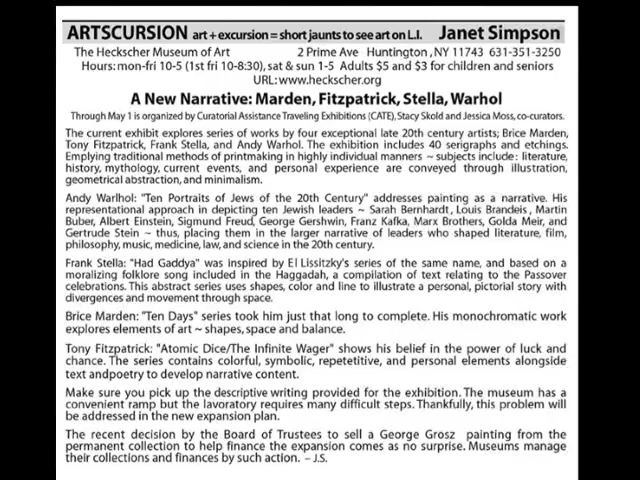 ARTSCURSION art + excursion = short jaunts to see art on L.I. Janet Simpson
The Heckscher Museum of Art 2 Prime Ave Huntington, NY 11743 631-351-3250
Hours: mon-fri 10-5 (1st fri 10-8:30), sat & sun 1-5 Adults $5 and $3 for children and seniors
URL: www.heckscher.org
A New Narrative: Marden, Fitzpatrick, Stella, Warhol
Through May 1 is organized by Curatorial Assistance Traveling Exhibitions (CATE), Stacy Skold and Jessica Moss, co-curators.
The current exhibit explores series of works by four exceptional late 20th century artists; Brice Marden,
Tony Fitzpatrick, Frank Stella, and Andy Warhol. The exhibition includes 40 serigraphs and etchings.
Emplying traditional methods of printmaking in highly individual manners ~ subjects include: literature,
history, mythology, current events, and personal experience are conveyed through illustration,
geometrical abstraction, and minimalism.
Andy Warlhol: "Ten Portraits of Jews of the 20th Century" addresses painting as a narrative. His
representational approach in depicting ten Jewish leaders ~ Sarah Bernhardt, Louis Brandeis, Martin
Buber, Albert Einstein, Sigmund Freud, George Gershwin, Franz Kafka, Marx Brothers, Golda Meir, and
Gertrude Stein ~ thus, placing them in the larger narrative of leaders who shaped literature, film,
philosophy, music, medicine, law, and science in the 20th century.
Frank Stella: "Had Gaddya" was inspired by El Lissitzky's series of the same name, and based on a
moralizing folklore song included in the Haggadah, a compilation of text relating to the Passover
celebrations. This abstract series uses shapes, color and line to illustrate a personal, pictorial story with
divergences and movement through space.
Brice Marden: "Ten Days" series took him just that long to complete. His monochromatic work
explores elements of art ~ shapes, space and balance.
Tony Fitzpatrick: "Atomic Dice/The Infinite Wager" shows his belief in the power of luck and
chance. The series contains colorful, symbolic, repetetitive, and personal elements alongside
text andpoetry to develop narrative content.
Make sure you pick up the descriptive writing provided for the exhibition. The museum has a
convenient ramp but the lavoratory requires many difficult steps. Thankfully, this problem will
be addressed in the new expansion plan.
The recent decision by the Board of Trustees to sell a George Grosz painting from the
permanent collection to help finance the expansion comes as no surprise. Museums manage
their collections and finances by such action. – J.S.